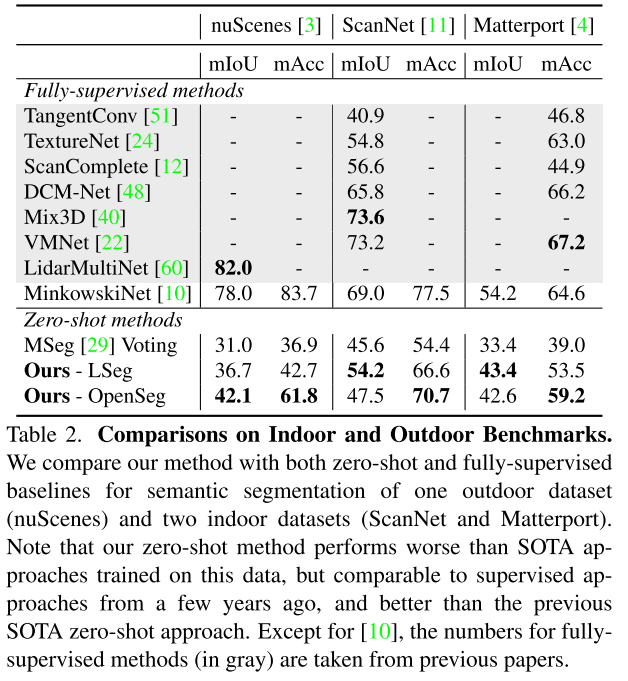 nuScenes [3] ScanNet [11] Matterport [4]
mIoU mAcc mIoU mAcc mIoU mAcc
Fully-supervised methods
TangentConv [51] - - 40.9 - - 46.8
TextureNet [24] - - 54.8 - - 63.0
ScanComplete [12] - - 56.6 - - 44.9
DCM-Net [48] - - 65.8 - - 66.2
Mix3D [40] - - 73.6 - - -
VMNet [22] - - 73.2 - - 67.2
LidarMultiNet [60] 82.0 - - - - -
MinkowskiNet [10] 78.0 83.7 69.0 77.5 54.2 64.6
Zero-shot methods
MSeg [29] Voting 31.0 36.9 45.6 54.4 33.4 39.0
Ours - LSeg 36.7 42.7 54.2 66.6 43.4 53.5
Ours - OpenSeg 42.1 61.8 47.5 70.7 42.6 59.2
Table 2. Comparisons on Indoor and Outdoor Benchmarks.
We compare our method with both zero-shot and fully-supervised
baselines for semantic segmentation of one outdoor dataset
(nuScenes) and two indoor datasets (ScanNet and Matterport).
Note that our zero-shot method performs worse than SOTA ap-
proaches trained on this data, but comparable to supervised ap-
proaches from a few years ago, and better than the previous
SOTA zero-shot approach. Except for [10], the numbers for fully-
supervised methods (in gray) are taken from previous papers.